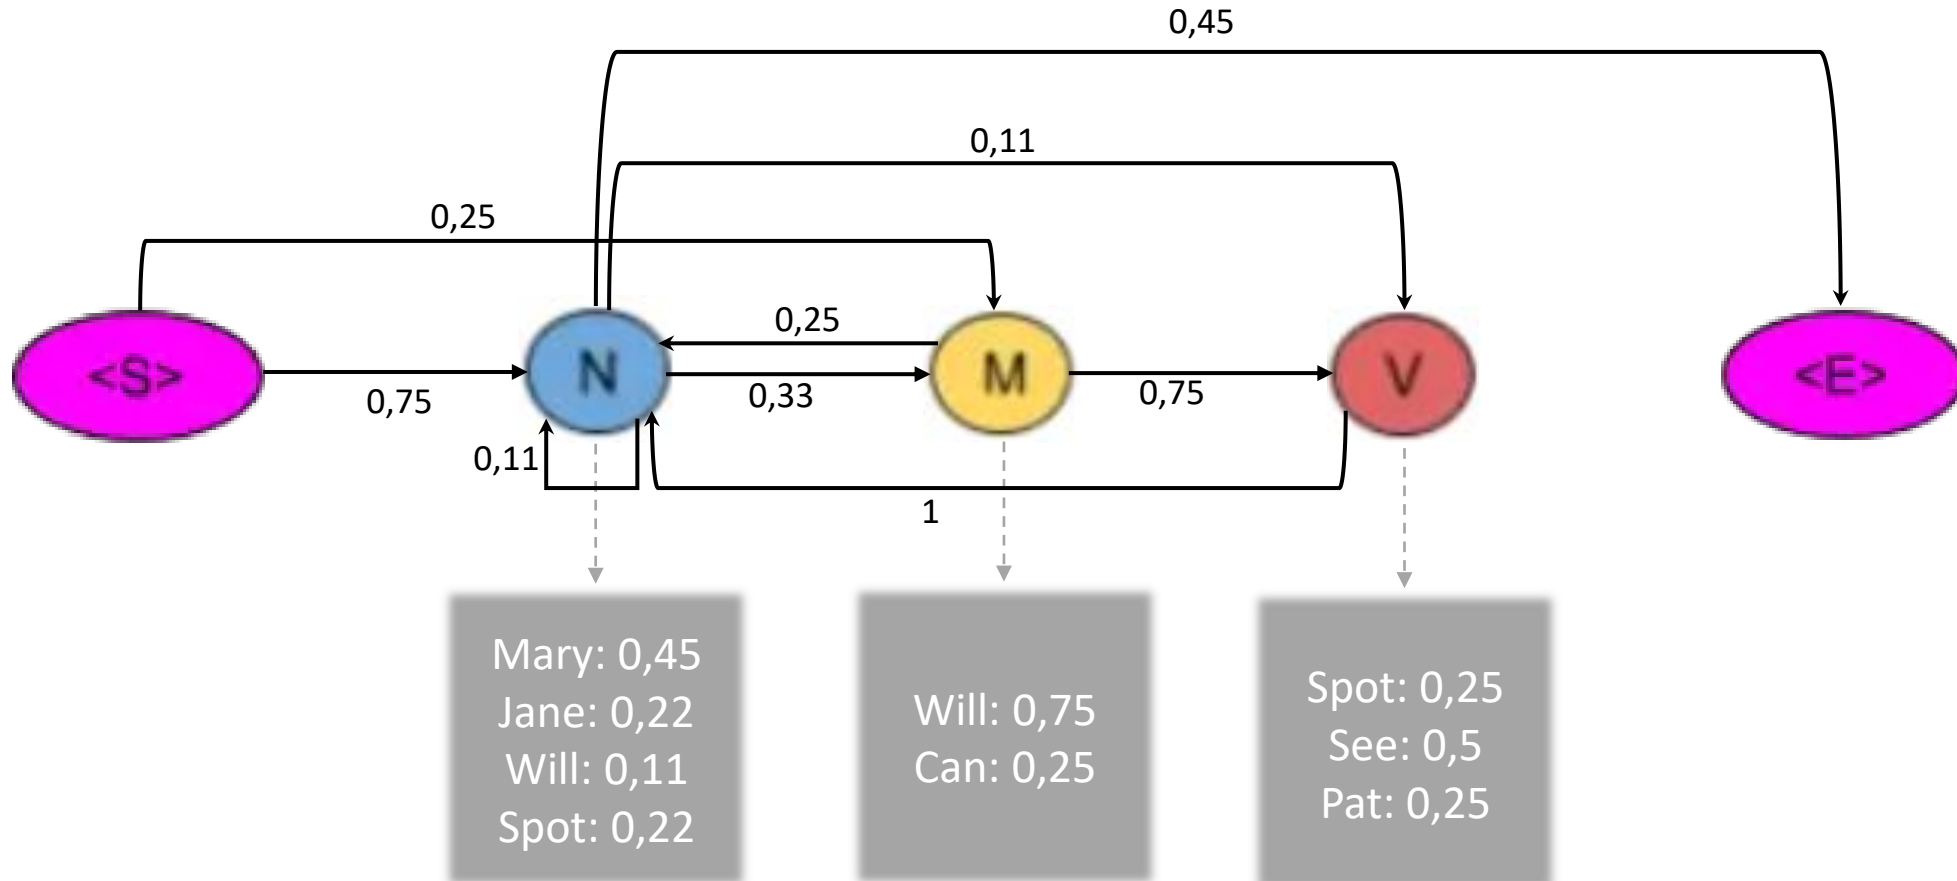 0,45
0,11
0,25
0,25
<S>
N
M
V
<E>
0,75
0,33
0,75
0,11
1
Mary: 0,45
Jane: 0,22
Will: 0,11
Spot: 0,22
Will: 0,75
Can: 0,25
Spot: 0,25
See: 0,5
Pat: 0,25